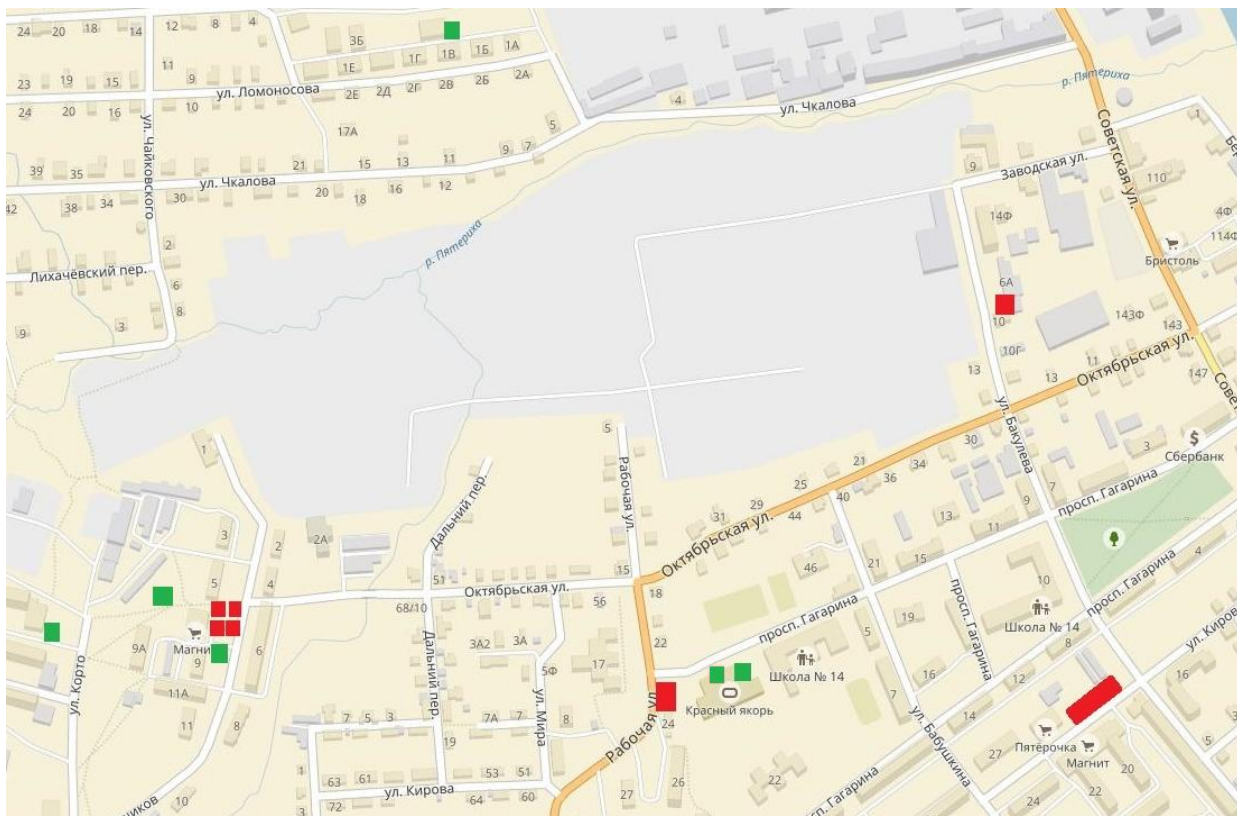 24 20 18 14 12 8 4
3Б 1Е 1Г 1В 1Б 1А
11 9
23 19 15
ул. Ломоносова 2Е 2Д 2Г 2В 2Б 2А
24 20 16 10
17А
ул. Чайковского
39 35 21 15 13 11 9 7 5
4
ул. Чкалова
р. Пятериха
ул. Чкалова
42 38 34 30 20 18 16 12
Советская ул.
1
9
Заводская ул.
110
14Ф
4Ф
114Ф
Бристоль
р. Пятериха
2
Лихачёвский пер.
6
8
3
9
6А
10
143Ф
143
10Г
13
13
11
Октябрьская ул.
147
ул. Бакулева
30
3
$
Сбербанк
1
5
Рабочая ул.
Дальний пер.
21
34
36
25
40
29
44
31
Октябрьская ул.
9
7
просп. Гагарина
13
11
15
3
2
2А
5
4
51
Октябрьская ул.
15
18
46
21
68/10
56
22
просп. Гагарина
5
19
просп. Гагарина
10
Школа № 14
просп. Гагарина
4
8
ул. Киров
9А
Магнит
9
6
Дальний пер.
3А2
3А
5Ф
17
Школа № 14
Красный якорь
16
7
12
16
11А
11
8
ул. Корто
7 5 3
7А 7
ул. Мира
8
19
24
Рабочая ул.
ул. Бабушкина
14
27
Пятёрочка
Магнит
20
5
1
63 61
53 51
26
22
просп. Гагарина
10
3
72
ул. Кирова
64
60
27
24
22